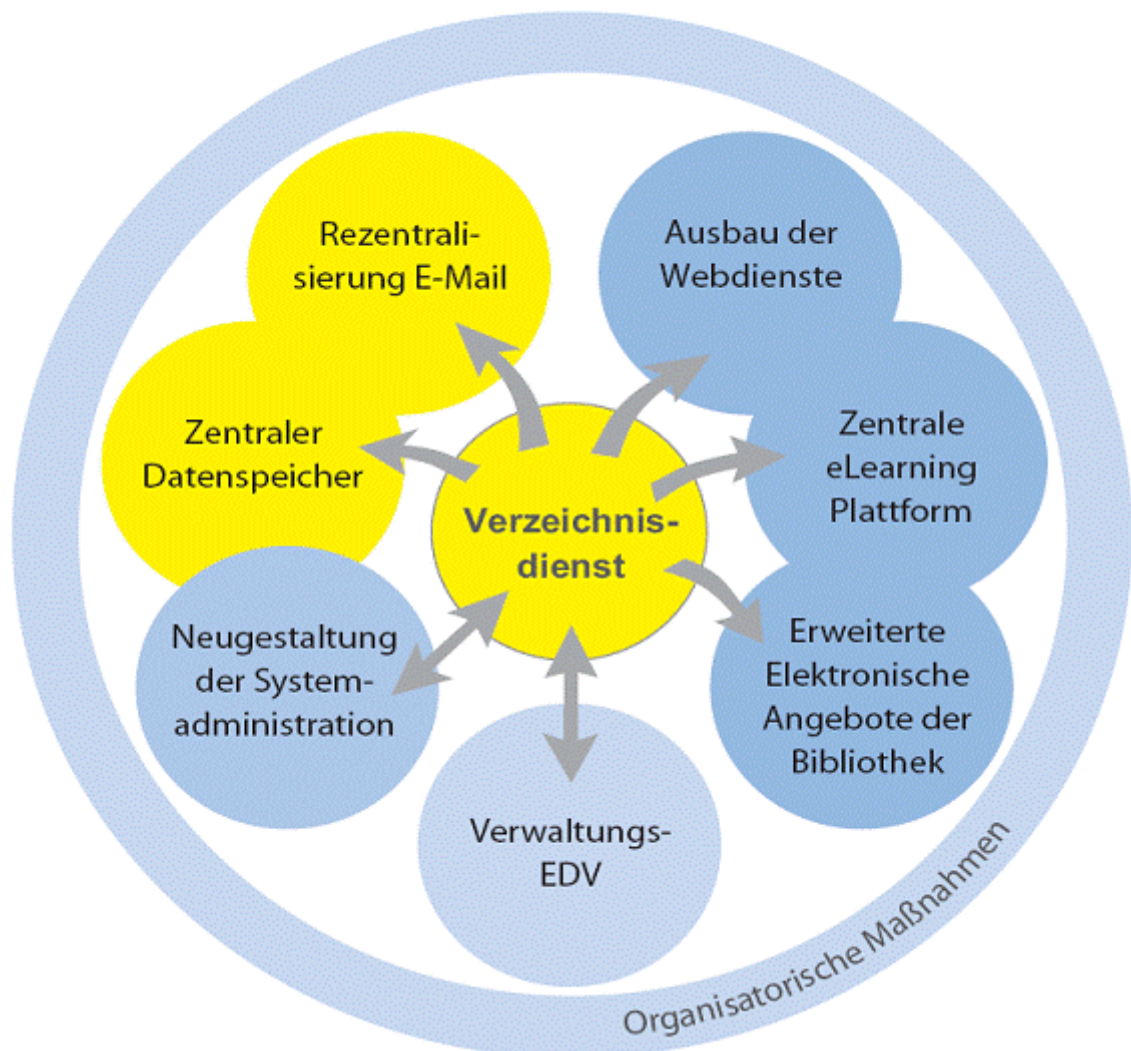 Rezentrali-
sierung E-Mail
Ausbau der
Webdienste
Zentraler
Datenspeicher
Zentrale
eLearning
Plattform
Verzeichnis-
dienst
Neugestaltung
der System-
administration
Erweiterte
Elektronische
Angebote der
Bibliothek
Verwaltungs-
EDV
Organisatorische Maßnahmen